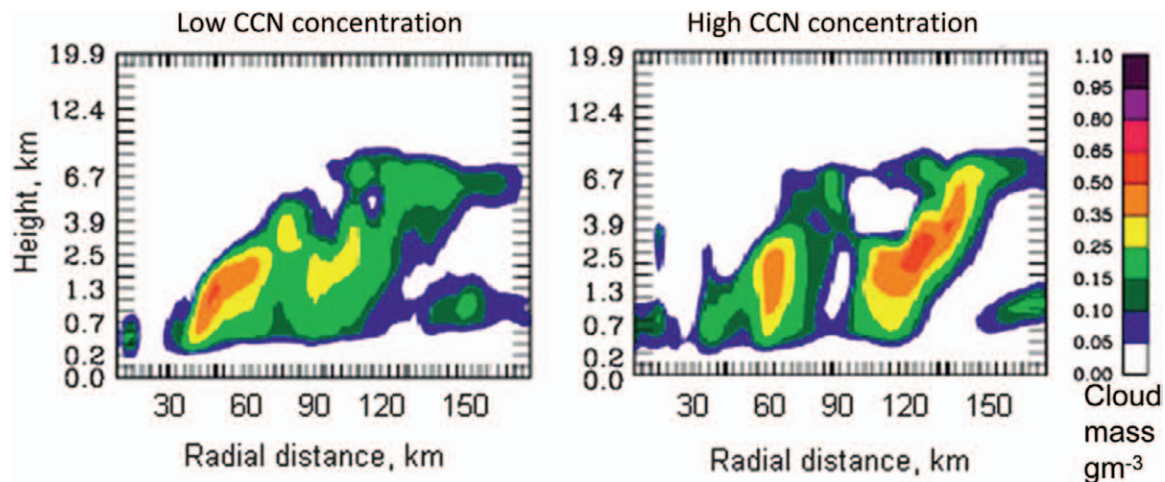 Low CCN concentration
High CCN concentration
Height, km
19.9
12.4
6.7
3.9
2.5
1.3
0.7
0.2
0.0
30 60 90 120 150
Radial distance, km
19.9
12.4
6.7
3.9
2.5
1.3
0.7
0.2
0.0
30 60 90 120 150
Radial distance, km
1.10
0.95
0.80
0.65
0.50
0.35
0.25
0.15
0.10
0.05
0.00
Cloud
mass
gm-3